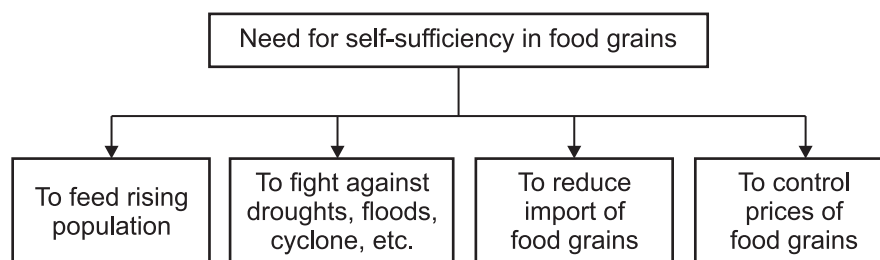 Need for self-sufficiency in food grains
To feed rising
population
To fight against
droughts, floods,
cyclone, etc.
To reduce
import of
food grains
To control
prices of
food grains